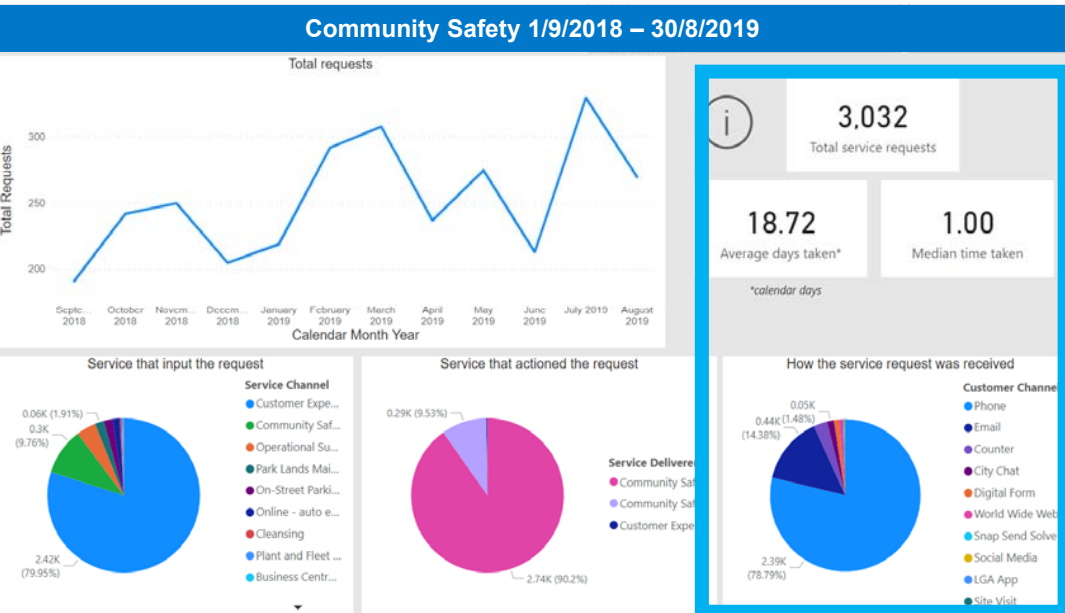 Community Safety 1/9/2018 – 30/8/2019
Total requests
Total Requests
300
250
200
Septe... 2018
October 2018
Novem... 2018
Decem... 2018
January 2019
February 2019
March 2019
April 2019
May 2019
June 2019
July 2019
August 2019
Calendar Month Year
i
3,032
Total service requests
18.72
Average days taken*
1.00
Median time taken
*calendar days
Service that input the request
0.06K (1.91%)
0.3K
(9.76%)
2.42K
(79.95%)
Service Channel
Customer Expe...
Community Saf...
Operational Su...
Park Lands Mai...
On-Street Parki...
Online - auto e...
Cleansing
Plant and Fleet ...
Business Centr...
Service that actioned the request
0.29K (9.53%)
2.74K (90.2%)
Service Deliverer
Community Saf
Community Saf
Customer Expe
How the service request was received
0.05K
(1.48%)
0.44K
(14.38%)
2.39K
(78.79%)
Customer Channe
Phone
Email
Counter
City Chat
Digital Form
World Wide Web
Snap Send Solve
Social Media
LGA App
Site Visit